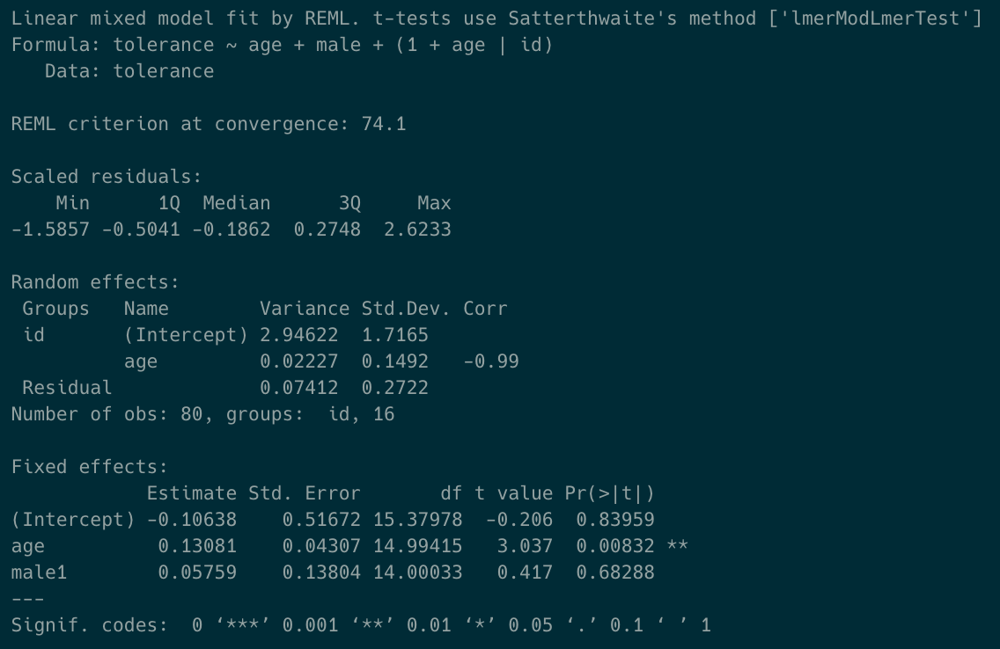 Linear mixed model fit by REML. t-tests use Satterthwaite's method ['lmerModLmerTest']
Formula: tolerance ~ age + male + (1 + age | id)
   Data: tolerance

REML criterion at convergence: 74.1

Scaled residuals:
    Min      1Q  Median      3Q     Max
-1.5857 -0.5041 -0.1862  0.2748  2.6233

Random effects:
 Groups   Name        Variance Std.Dev. Corr
 id       (Intercept) 2.94622  1.7165
          age         0.02227  0.1492   -0.99
 Residual             0.07412  0.2722
Number of obs: 80, groups:  id, 16

Fixed effects:
            Estimate Std. Error       df t value Pr(>|t|)
(Intercept) -0.10638    0.51672 15.37978  -0.206  0.83959
age          0.13081    0.04307 14.99415   3.037  0.00832 **
male1        0.05759    0.13804 14.00033   0.417  0.68288
---
Signif. codes:  0 ‘***’ 0.001 ‘**’ 0.01 ‘*’ 0.05 ‘.’ 0.1 ‘ ’ 1